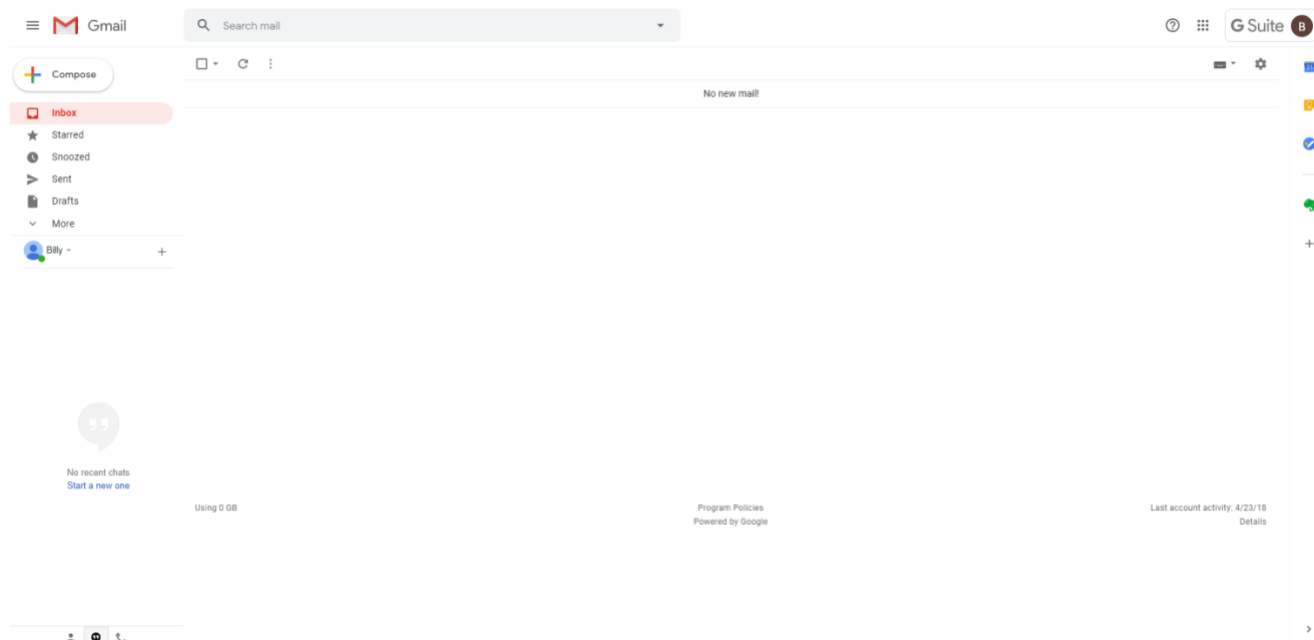 Gmail
Search mail
G Suite
B
Compose
No new mail!
Inbox
Starred
Snoozed
Sent
Drafts
More
Billy
No recent chats
Start a new one
Using 0 GB
Program Policies
Powered by Google
Last account activity: 4/23/18
Details